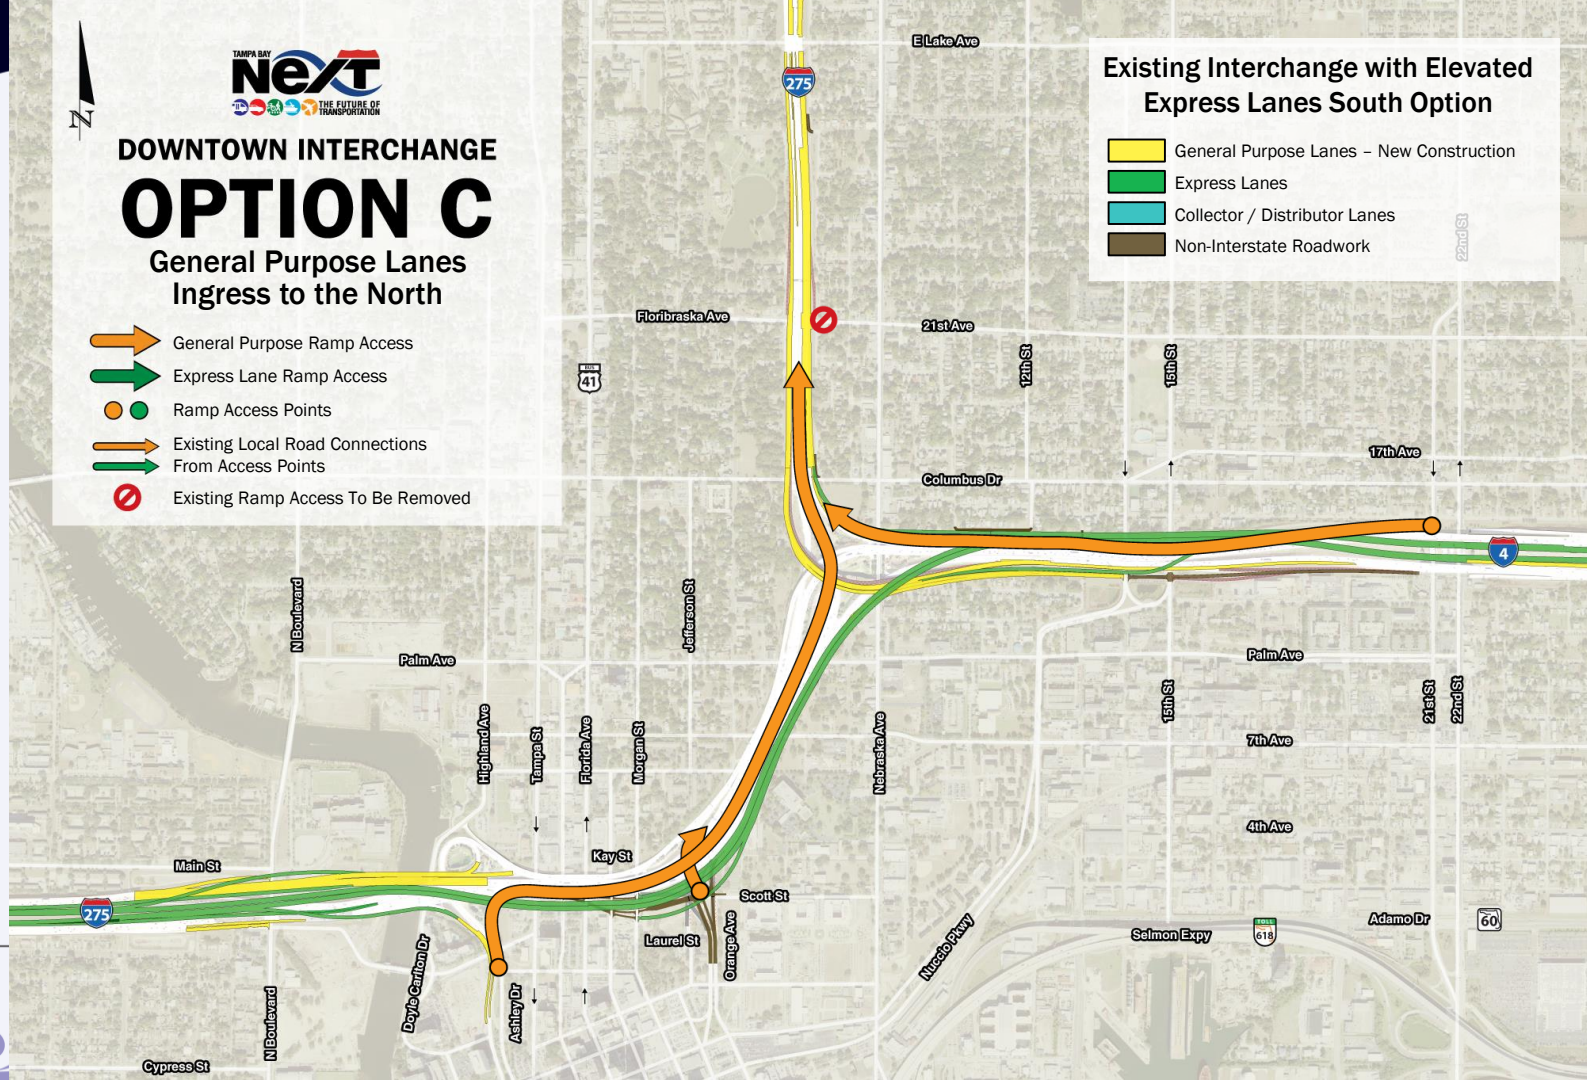 N
TAMPA BAY
NeXT
THE FUTURE OF
TRANSPORTATION
DOWNTOWN INTERCHANGE
OPTION C
General Purpose Lanes
Ingress to the North
General Purpose Ramp Access
Express Lane Ramp Access
Ramp Access Points
Existing Local Road Connections
From Access Points
Existing Ramp Access To Be Removed
Existing Interchange with Elevated
Express Lanes South Option
General Purpose Lanes – New Construction
Express Lanes
Collector / Distributor Lanes
Non-Interstate Roadwork
E Lake Ave
275
22nd St
Floribraska Ave
21st Ave
BUS
41
12th St
15th St
17th Ave
Columbus Dr
4
N Boulevard
Jefferson St
Palm Ave
Palm Ave
15th St
21st St
22nd St
Highland Ave
Tampa St
Florida Ave
Morgan St
Nebraska Ave
7th Ave
4th Ave
Kay St
Main St
Scott St
275
Laurel St
Orange Ave
Nuccio Pkwy
Selmon Expy
TOLL
618
Adamo Dr
60
Doyle Carlton Dr
Ashley Dr
N Boulevard
Cypress St